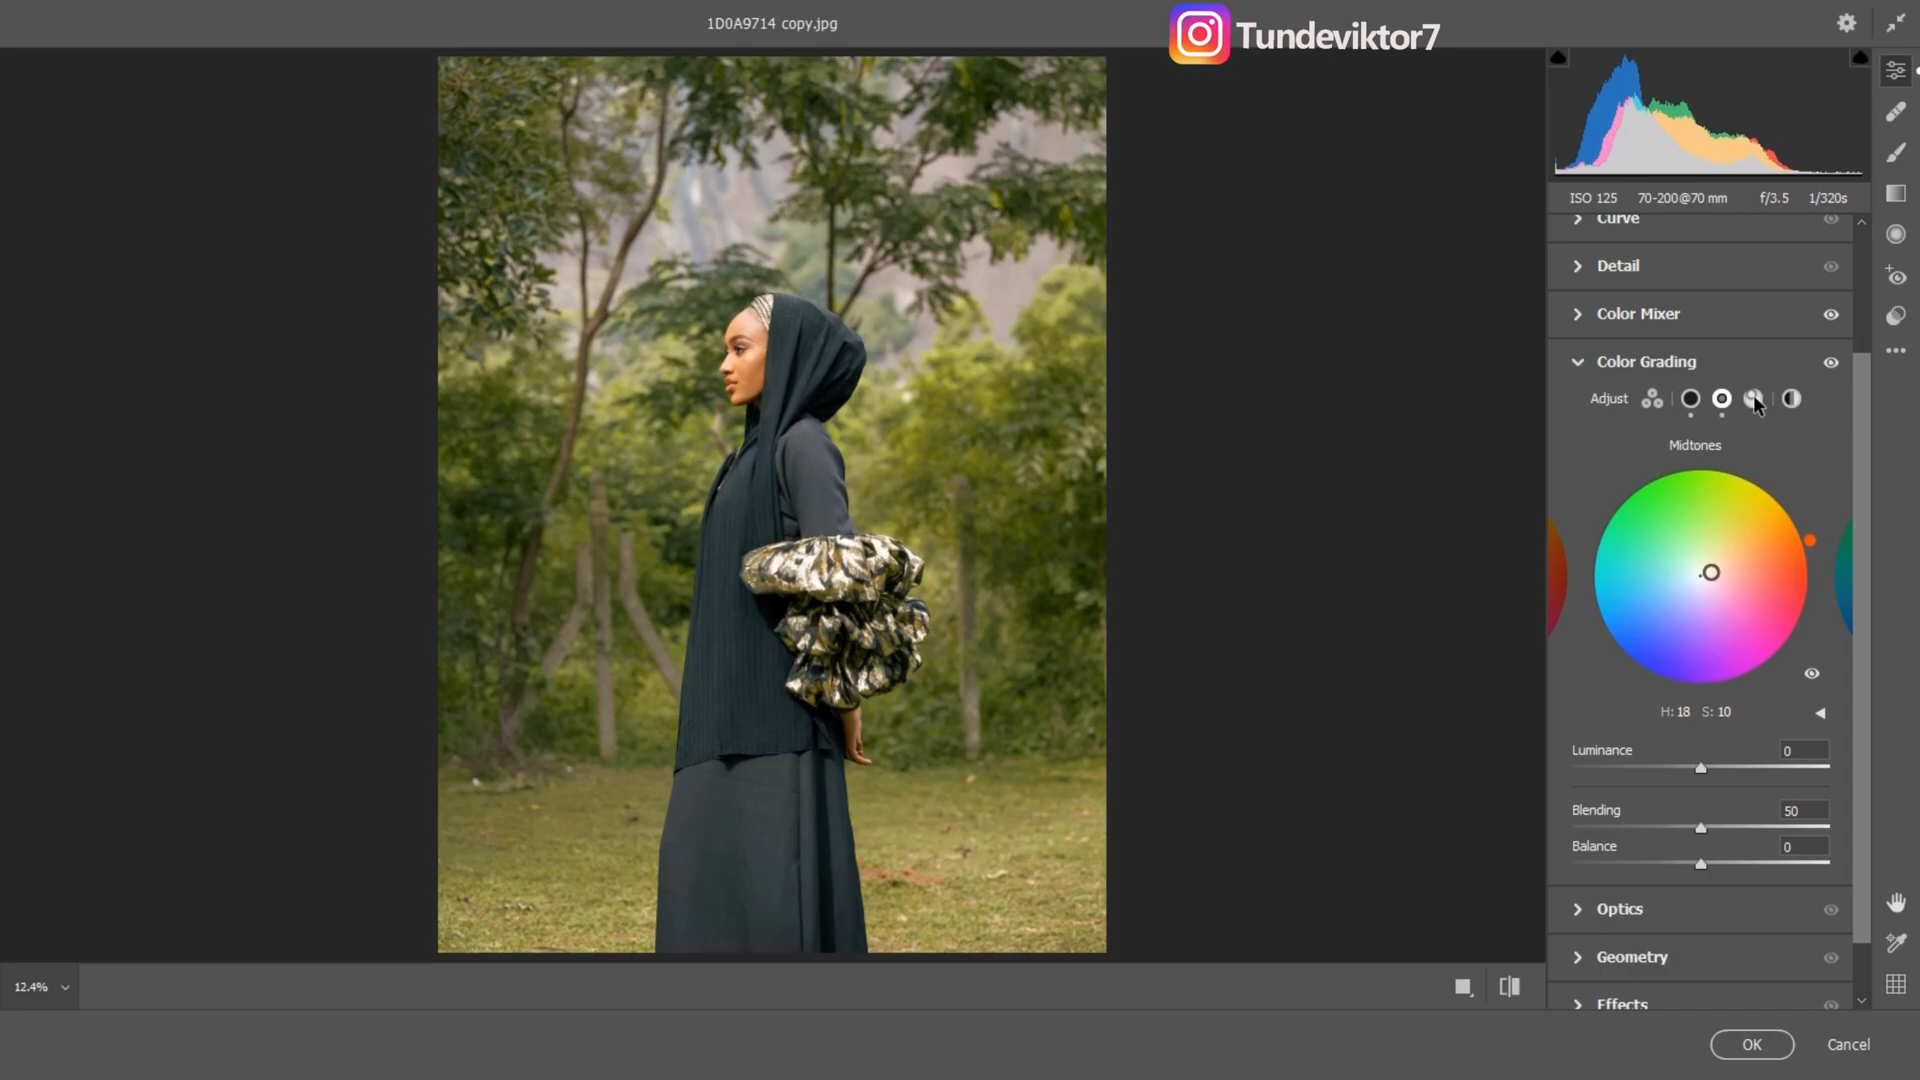 1D0A9714 copy.jpg
Tundeviktor7
ISO 125 70-200@70 mm f/3.5 1/320s
Curve
Detail
Color Mixer
Color Grading
Adjust
Midtones
H: 18 S: 10
Luminance 0
Blending 50
Balance 0
Optics
Geometry
Effects
12.4%
OK Cancel